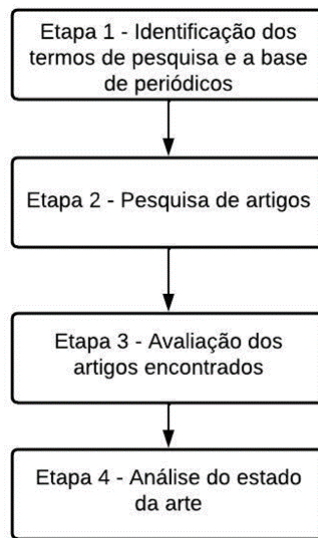 Etapa 1 - Identificação dos
termos de pesquisa e a base
de periódicos
Etapa 2 - Pesquisa de artigos
Etapa 3 - Avaliação dos
artigos encontrados
Etapa 4 - Análise do estado
da arte